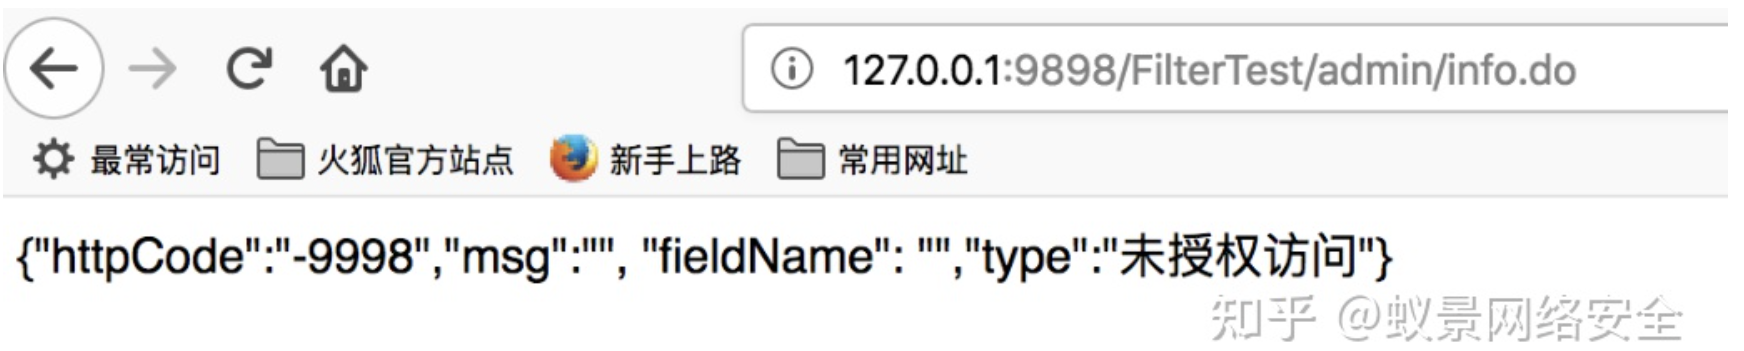 127.0.0.1:9898/FilterTest/admin/info.do
最常访问 火狐官方站点 新手上路 常用网址
{"httpCode":"-9998","msg":"", "fieldName": "","type":"未授权访问"}
知乎 @蚁景网络安全